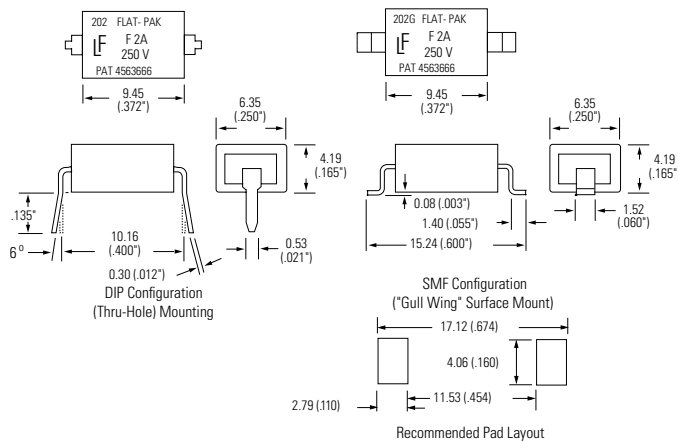 202 FLAT-PAK
LF
F 2A
250 V
PAT 4563666
9.45
(.372")
202G FLAT-PAK
LF
F 2A
250 V
PAT 4563666
9.45
(.372")
6.35
(.250")
4.19
(.165")
.135"
6°
10.16
(.400")
0.30 (.012")
0.53
(.021")
DIP Configuration
(Thru-Hole) Mounting
6.35
(.250")
4.19
(.165"
0.08 (.003")
1.40 (.055")
15.24 (.600")
1.52
(.060")
SMF Configuration
("Gull Wing" Surface Mount)
17.12 (.674)
4.06 (.160)
2.79 (.110)
11.53 (.454)
Recommended Pad Layout